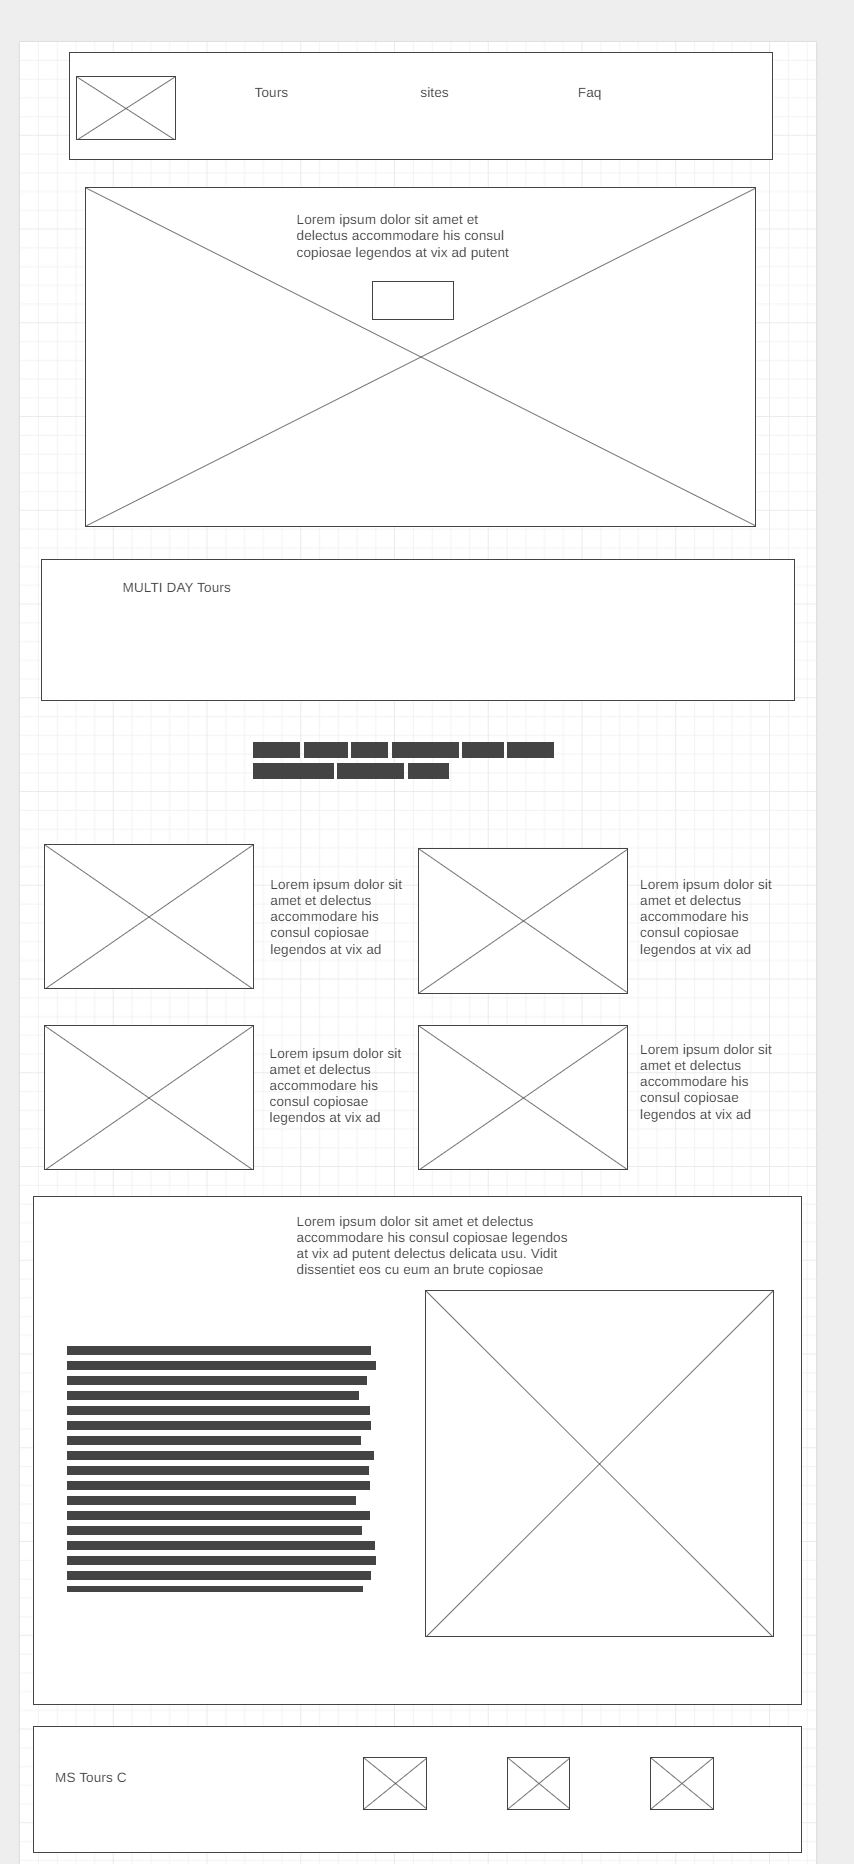 Tours
sites
Faq
Lorem ipsum dolor sit amet et
delectus accommodare his consul
copiosae legendos at vix ad putent
MULTI DAY Tours
Lorem ipsum dolor sit
amet et delectus
accommodare his
consul copiosae
legendos at vix ad
Lorem ipsum dolor sit
amet et delectus
accommodare his
consul copiosae
legendos at vix ad
Lorem ipsum dolor sit
amet et delectus
accommodare his
consul copiosae
legendos at vix ad
Lorem ipsum dolor sit
amet et delectus
accommodare his
consul copiosae
legendos at vix ad
Lorem ipsum dolor sit amet et delectus
accommodare his consul copiosae legendos
at vix ad putent delectus delicata usu. Vidit
dissentiet eos cu eum an brute copiosae
MS Tours C